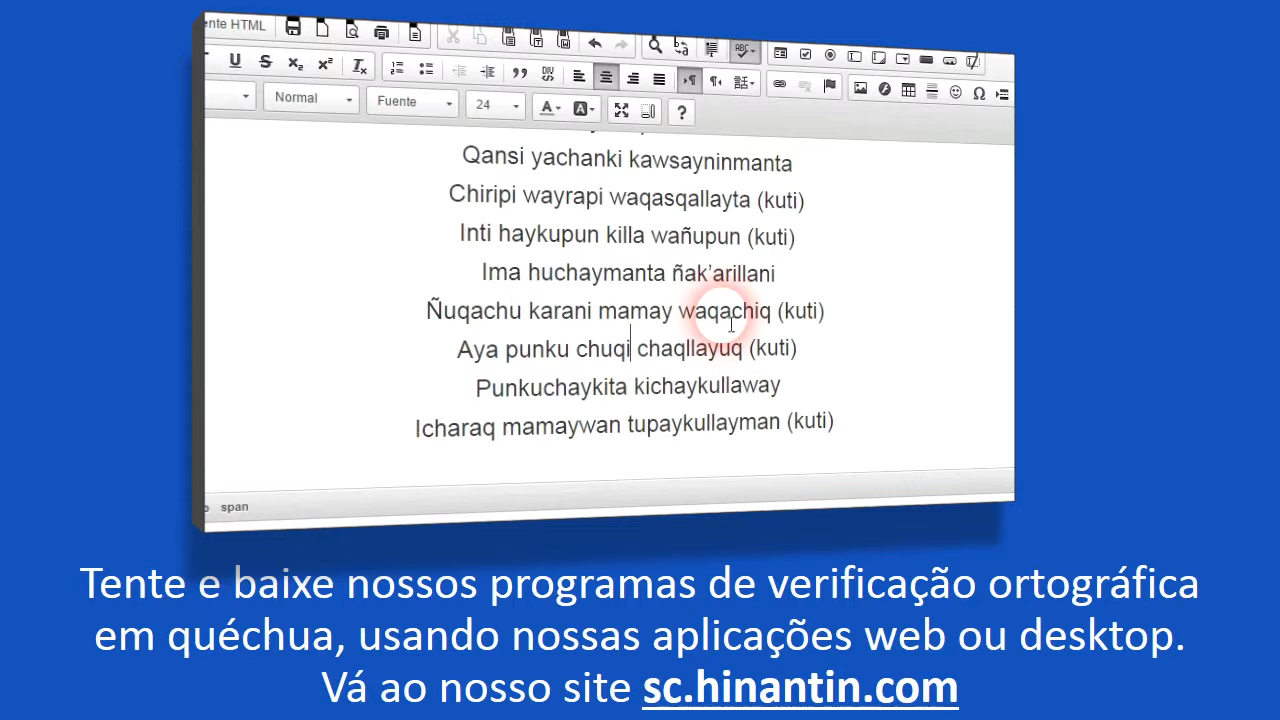 ente HTML
Normal Fuente 24
Qansi yachanki kawsayninmanta
Chiripi wayrapi waqasqallayta (kuti)
Inti haykupun killa wañupun (kuti)
Ima huchaymanta ñak'arillani
Ñuqachu karani mamay waqachiq (kuti)
Aya punku chuqi chaqllayuq (kuti)
Punkuchaykita kichaykullaway
Icharaq mamaywan tupaykullayman (kuti)
span
Tente e baixe nossos programas de verificação ortográfica
em quéchua, usando nossas aplicações web ou desktop.
Vá ao nosso site sc.hinantin.com